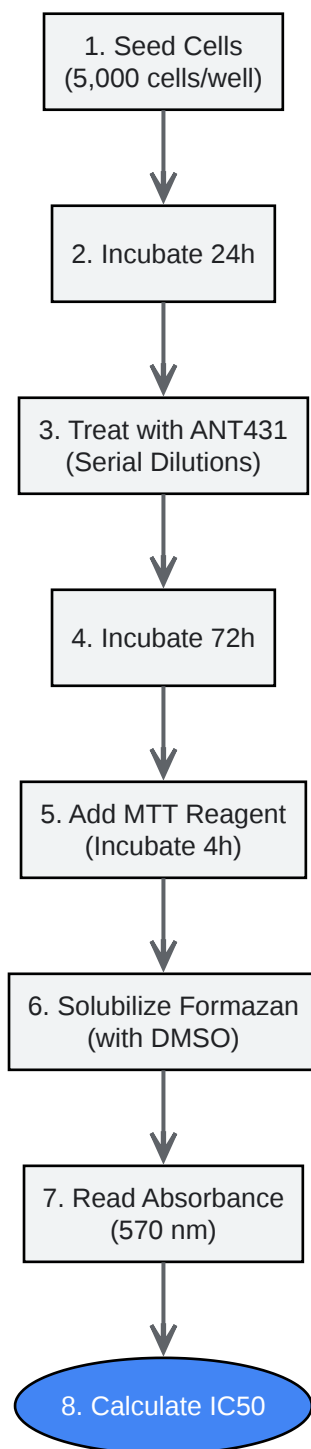 1. Seed Cells
(5,000 cells/well)
2. Incubate 24h
3. Treat with ANT431
(Serial Dilutions)
4. Incubate 72h
5. Add MTT Reagent
(Incubate 4h)
6. Solubilize Formazan
(with DMSO)
7. Read Absorbance
(570 nm)
8. Calculate IC50